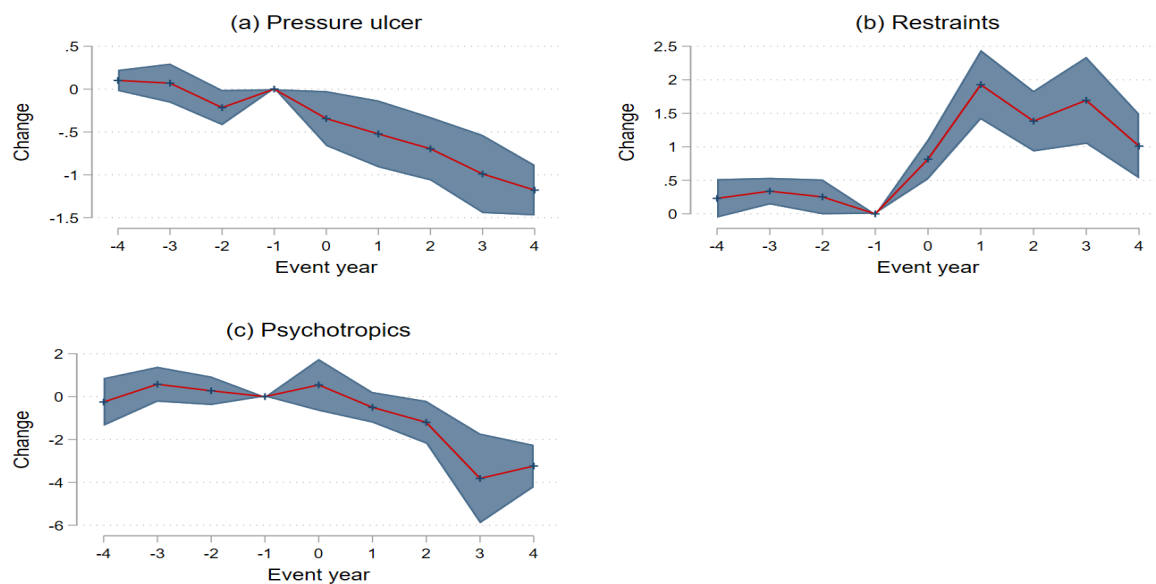 (a) Pressure ulcer
.5
0
-.5
-1
-1.5
Change
-4 -3 -2 -1 0 1 2 3 4
Event year
(b) Restraints
2.5
2
1.5
1
.5
0
Change
-4 -3 -2 -1 0 1 2 3 4
Event year
(c) Psychotropics
2
0
-2
-4
-6
Change
-4 -3 -2 -1 0 1 2 3 4
Event year